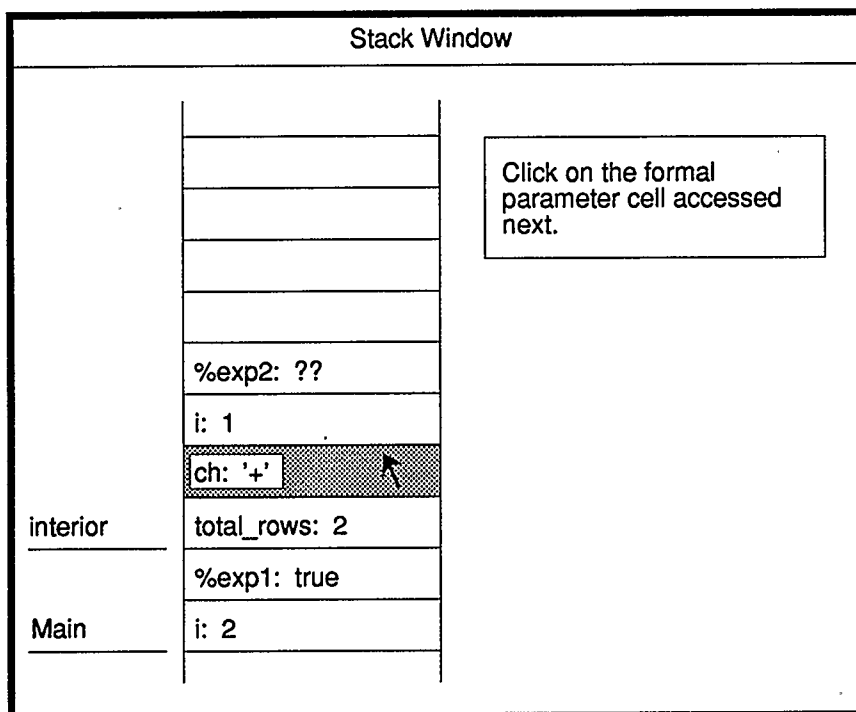 Stack Window
Click on the formal
parameter cell accessed
next.
%exp2: ??
i: 1
ch: '+'
interior
total_rows: 2
%exp1: true
Main
i: 2